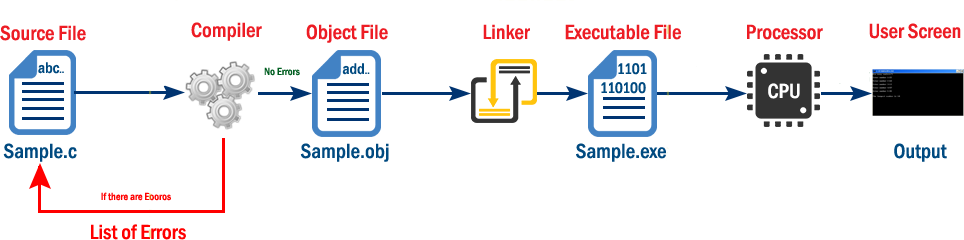 Source File
Compiler
Object File
Linker
Executable File
Processor
User Screen
abc..
No Errors
add..
1101
110100
CPU
Sample.c
Sample.obj
Sample.exe
Output
If there are Eooros
List of Errors